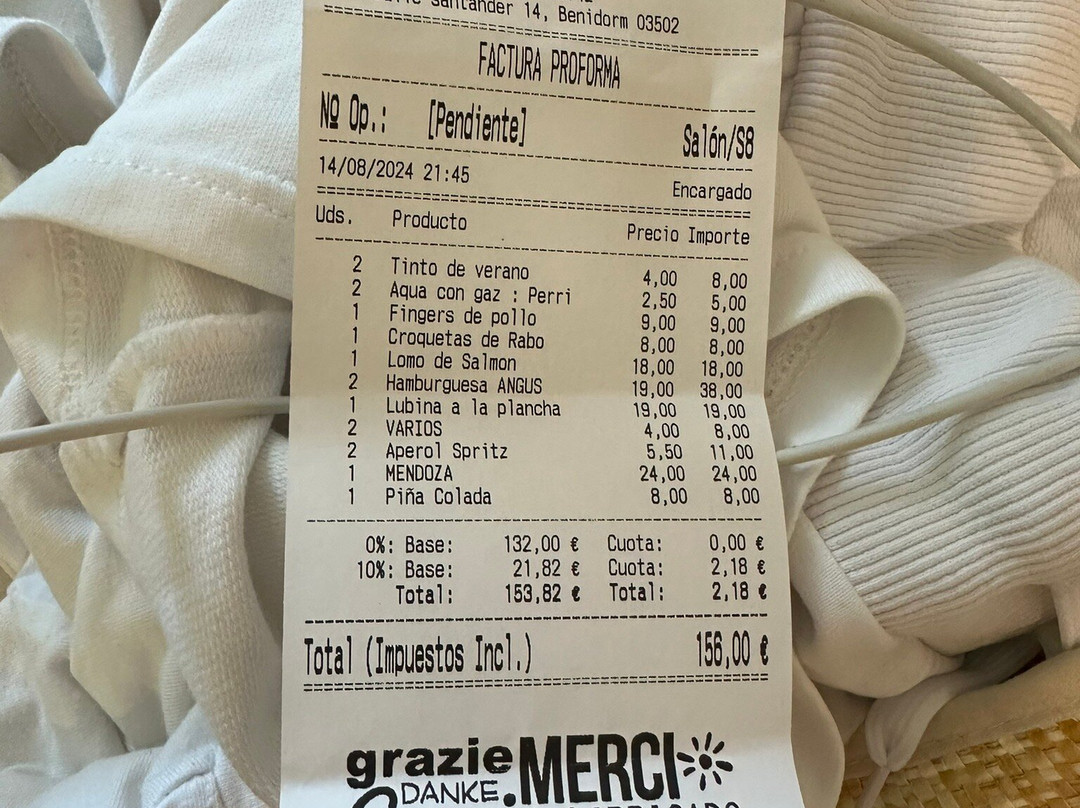 Santander 14, Benidorm 03502
FACTURA PROFORMA
Nº Op.: [Pendiente] Salón/S8
14/08/2024 21:45 Encargado
Uds. Producto Precio Importe
2 Tinto de verano 4,00 8,00
2 Aqua con gaz : Perri 2,50 5,00
1 Fingers de pollo 9,00 9,00
1 Croquetas de Rabo 8,00 8,00
1 Lomo de Salmon 18,00 18,00
2 Hamburguesa ANGUS 19,00 38,00
1 Lubina a la plancha 19,00 19,00
2 VARIOS 4,00 8,00
2 Aperol Spritz 5,50 11,00
1 MENDOZA 24,00 24,00
1 Piña Colada 8,00 8,00
0%: Base: 132,00 € Cuota: 0,00 €
10%: Base: 21,82 € Cuota: 2,18 €
Total: 153,82 € Total: 2,18 €
Total (Impuestos Incl.) 156,00 €
grazie MERCI
DANKE